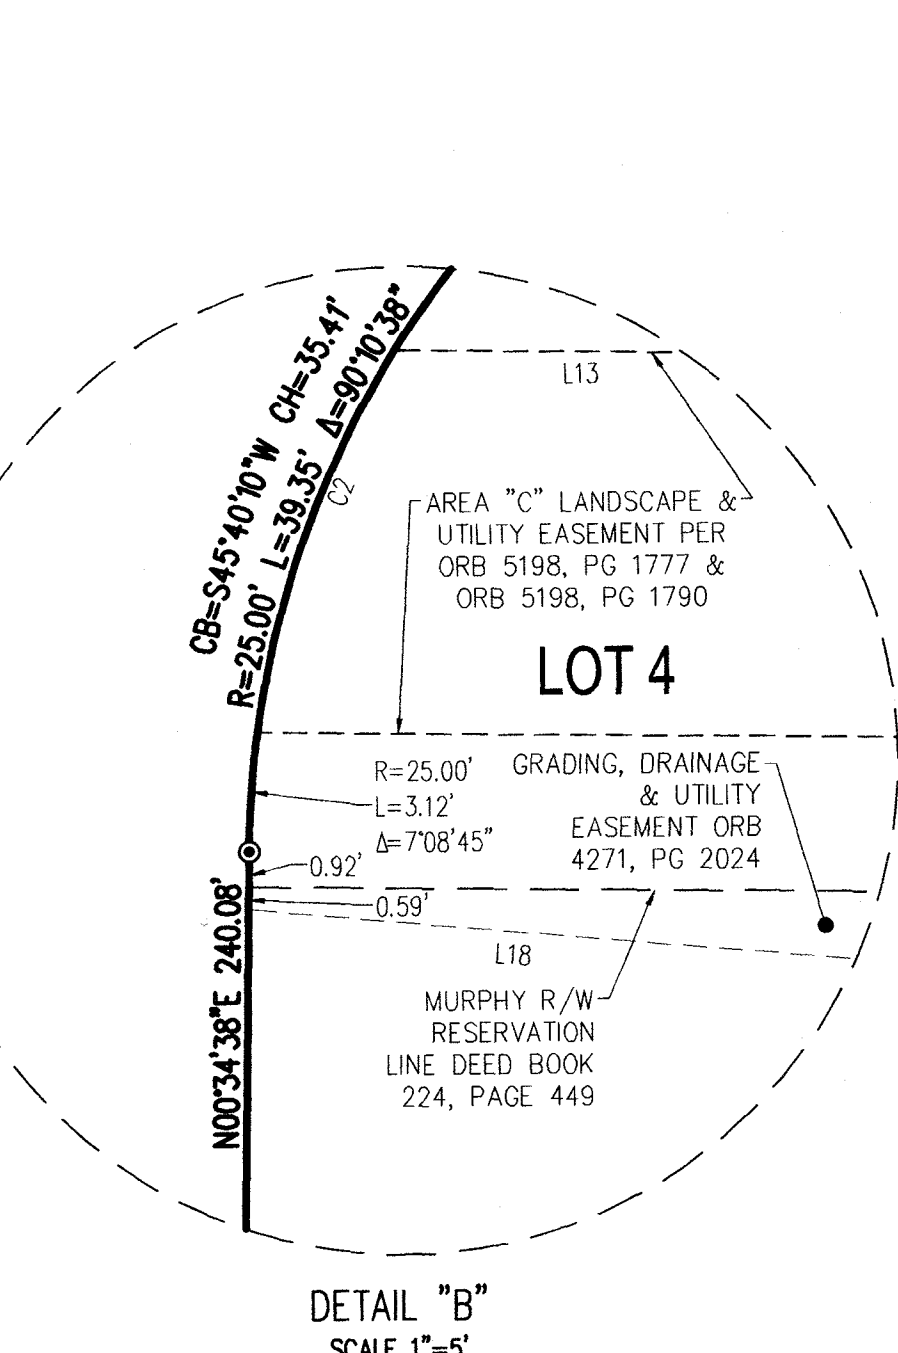 CB=S45°40'10"W CH=35.41'
R=25.00' L=39.35' Δ=90°10'38"
C2
L13
AREA "C" LANDSCAPE &
UTILITY EASEMENT PER
ORB 5198, PG 1777 &
ORB 5198, PG 1790
LOT 4
R=25.00'
L=3.12'
Δ=7°08'45"
GRADING, DRAINAGE
& UTILITY
EASEMENT ORB
4271, PG 2024
0.92'
0.59'
L18
N00°34'38"E 240.08'
MURPHY R/W
RESERVATION
LINE DEED BOOK
224, PAGE 449
DETAIL "B"
SCALE 1"=5'